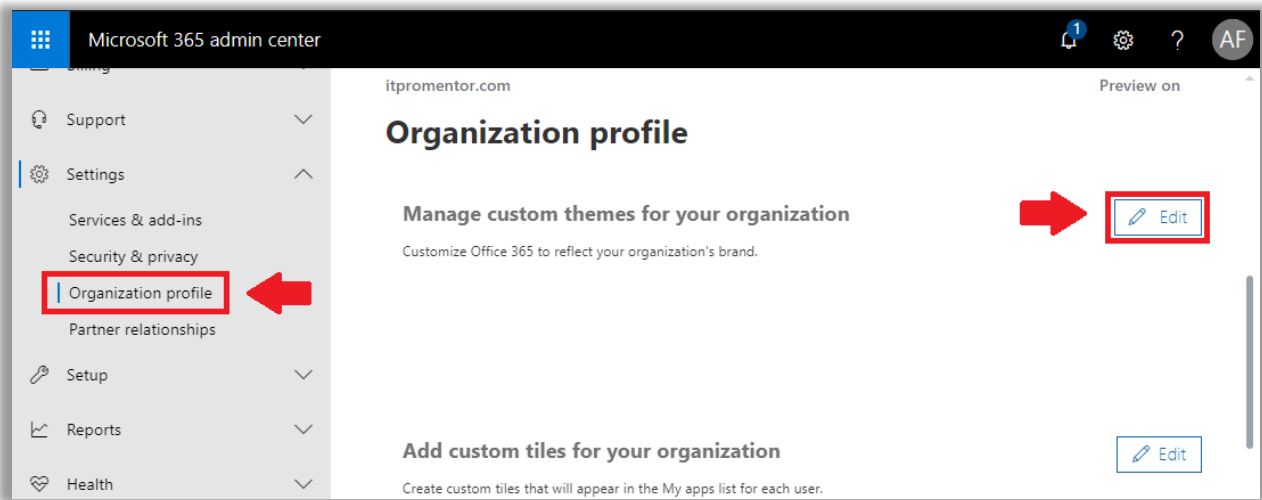 Microsoft 365 admin center
1
AF
Billing
Support
Settings
Services & add-ins
Security & privacy
Organization profile
Partner relationships
Setup
Reports
Health
itpromentor.com
Preview on
Organization profile
Manage custom themes for your organization
Edit
Customize Office 365 to reflect your organization's brand.
Add custom tiles for your organization
Edit
Create custom tiles that will appear in the My apps list for each user.